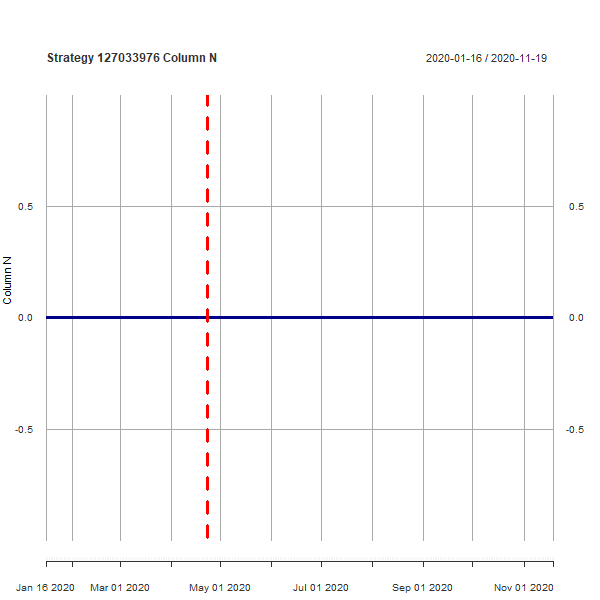 Strategy 127033976 Column N
2020-01-16 / 2020-11-19
0.5
0.5
Column N
0.0
0.0
-0.5
-0.5
Jan 16 2020
Mar 01 2020
May 01 2020
Jul 01 2020
Sep 01 2020
Nov 01 2020